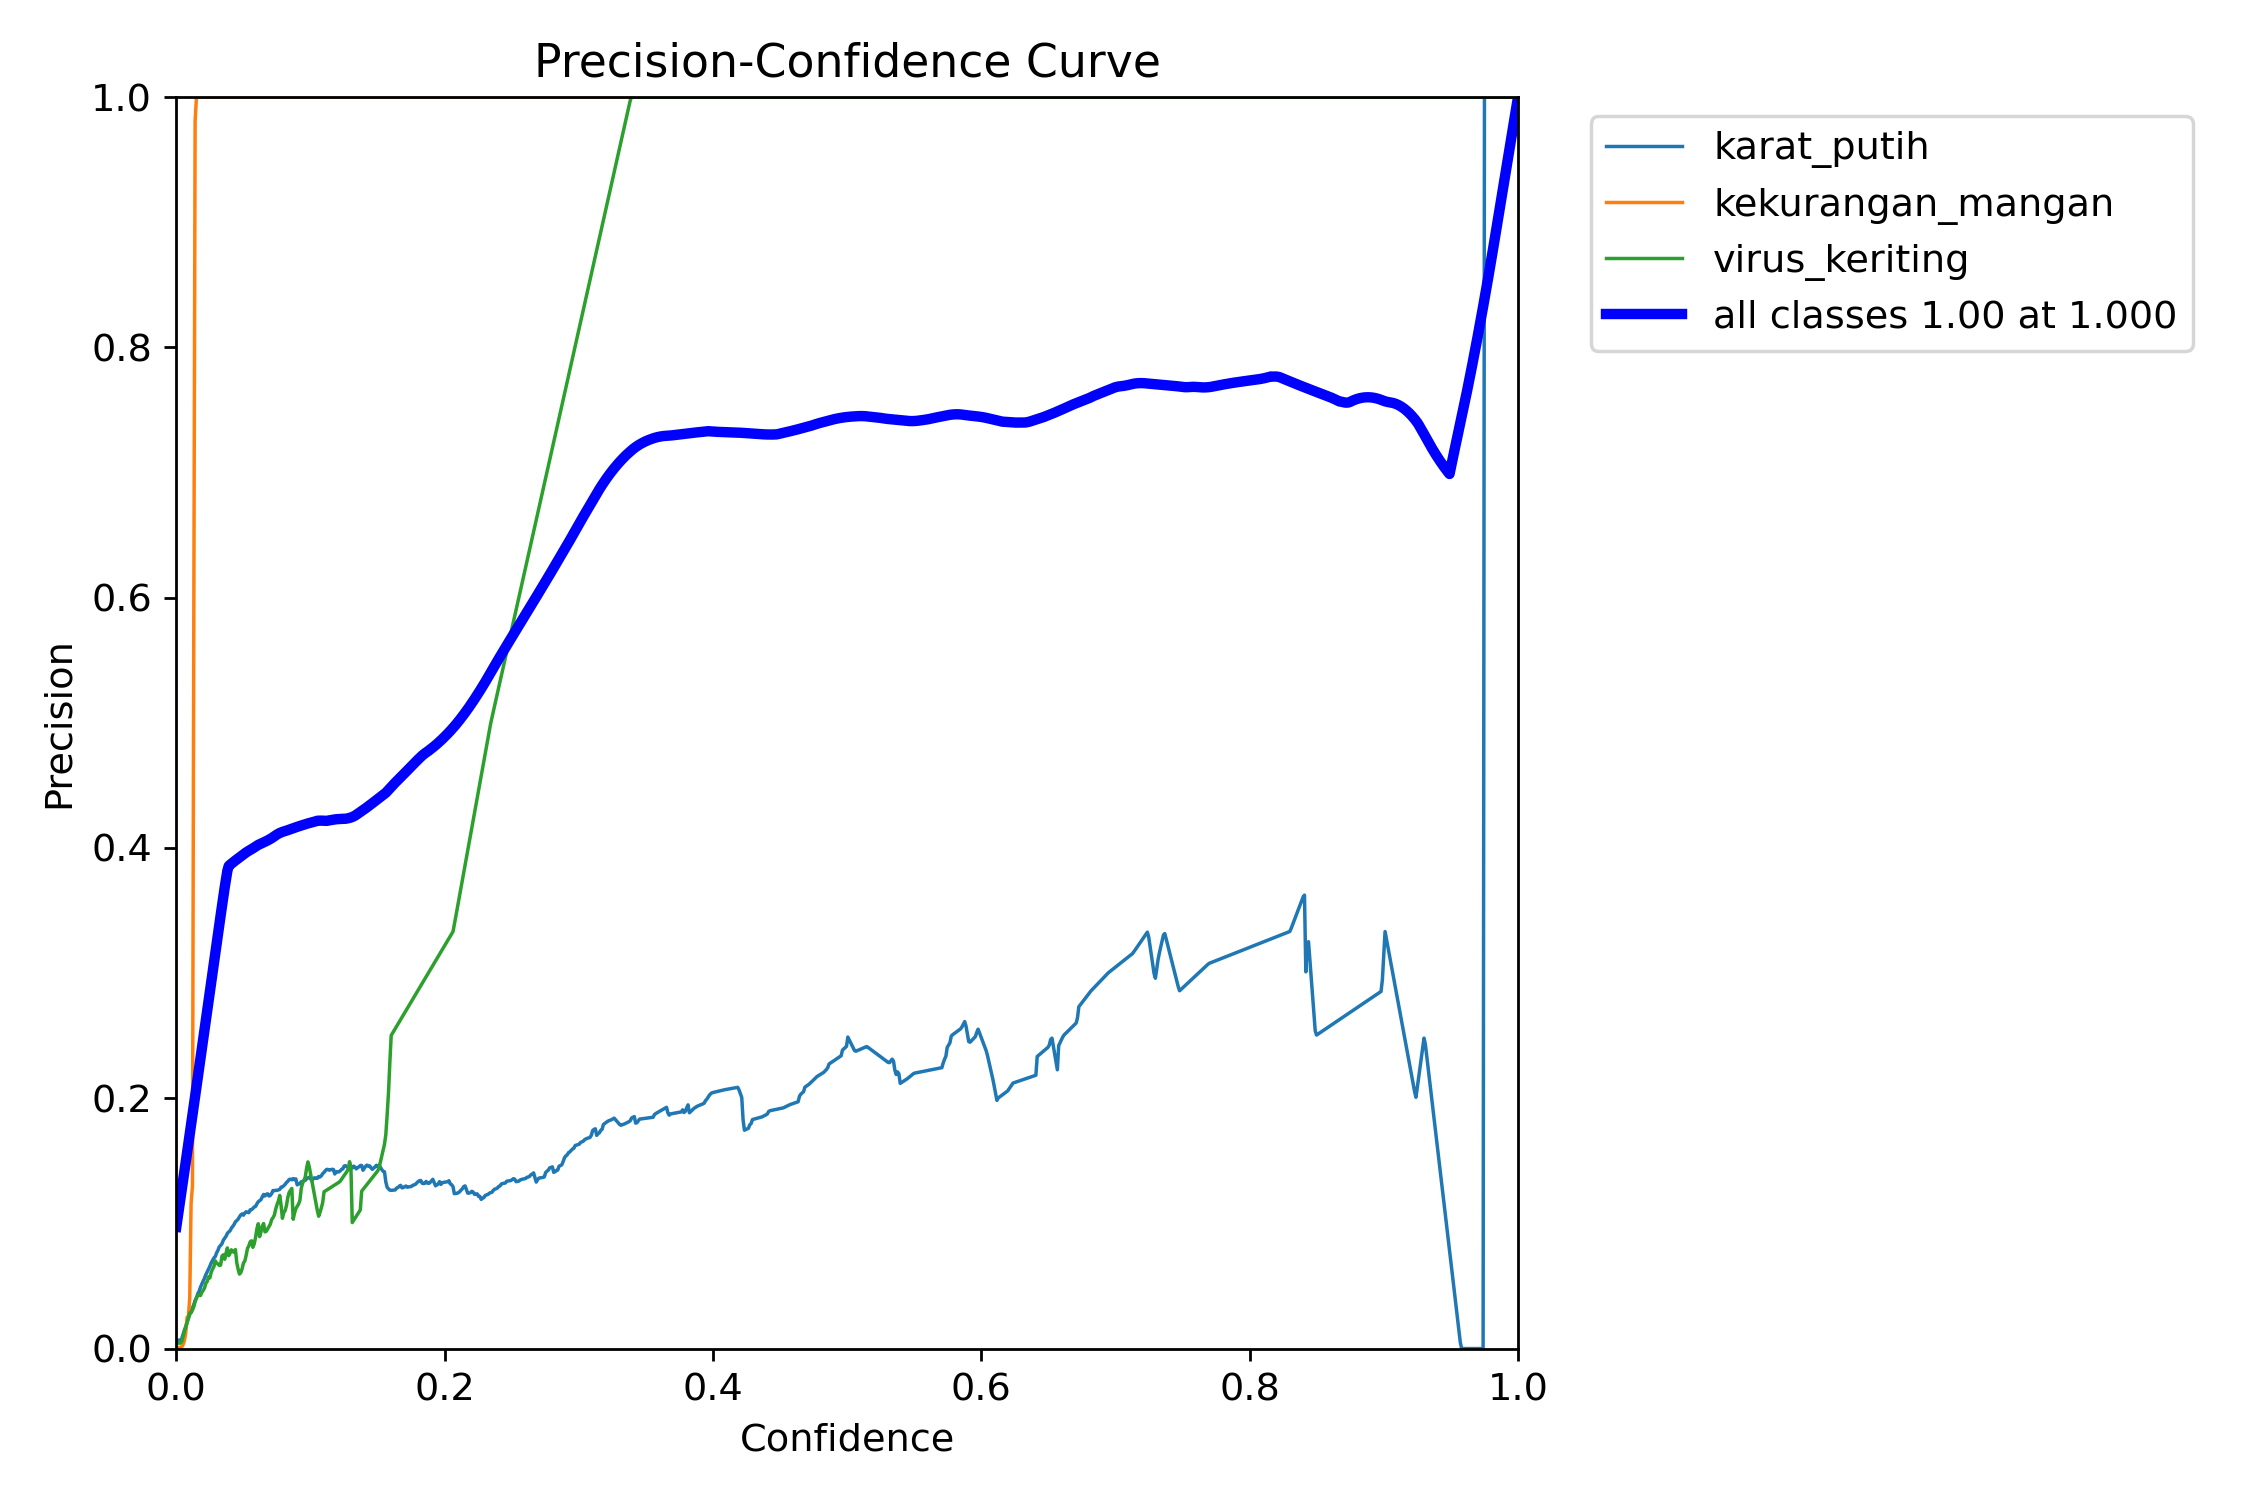 Precision-Confidence Curve
1.0
0.8
0.6
0.4
0.2
0.0
Precision
0.0 0.2 0.4 0.6 0.8 1.0
Confidence
karat_putih
kekurangan_mangan
virus_keriting
all classes 1.00 at 1.000